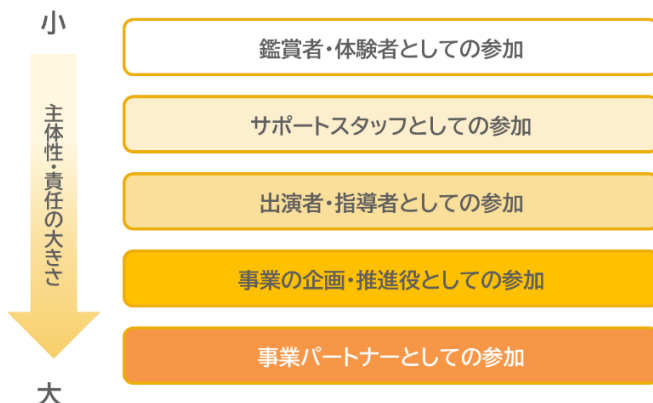 小
鑑賞者・体験者としての参加
サポートスタッフとしての参加
主体性・責任の大きさ
出演者・指導者としての参加
事業の企画・推進役としての参加
事業パートナーとしての参加
大